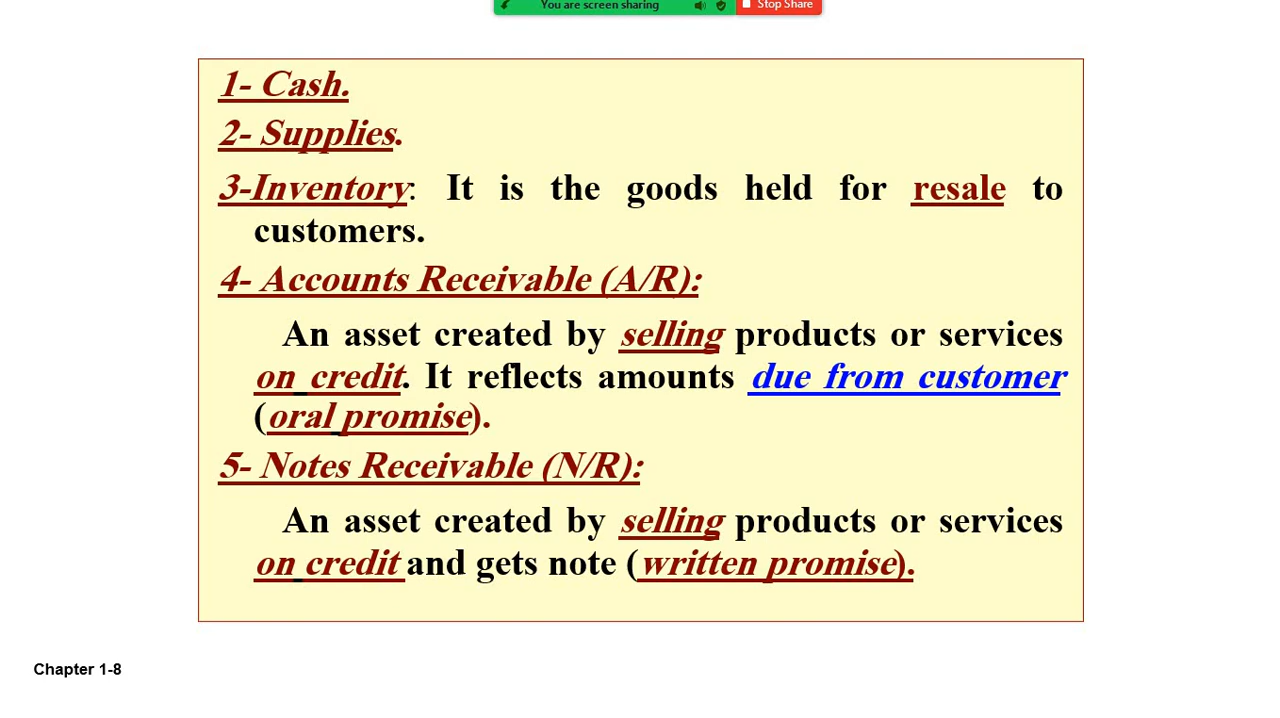 You are screen sharing Stop Share
1- Cash.
2- Supplies.
3-Inventory: It is the goods held for resale to
customers.
4- Accounts Receivable (A/R):
An asset created by selling products or services
on credit. It reflects amounts due from customer
(oral promise).
5- Notes Receivable (N/R):
An asset created by selling products or services
on credit and gets note (written promise).
Chapter 1-8